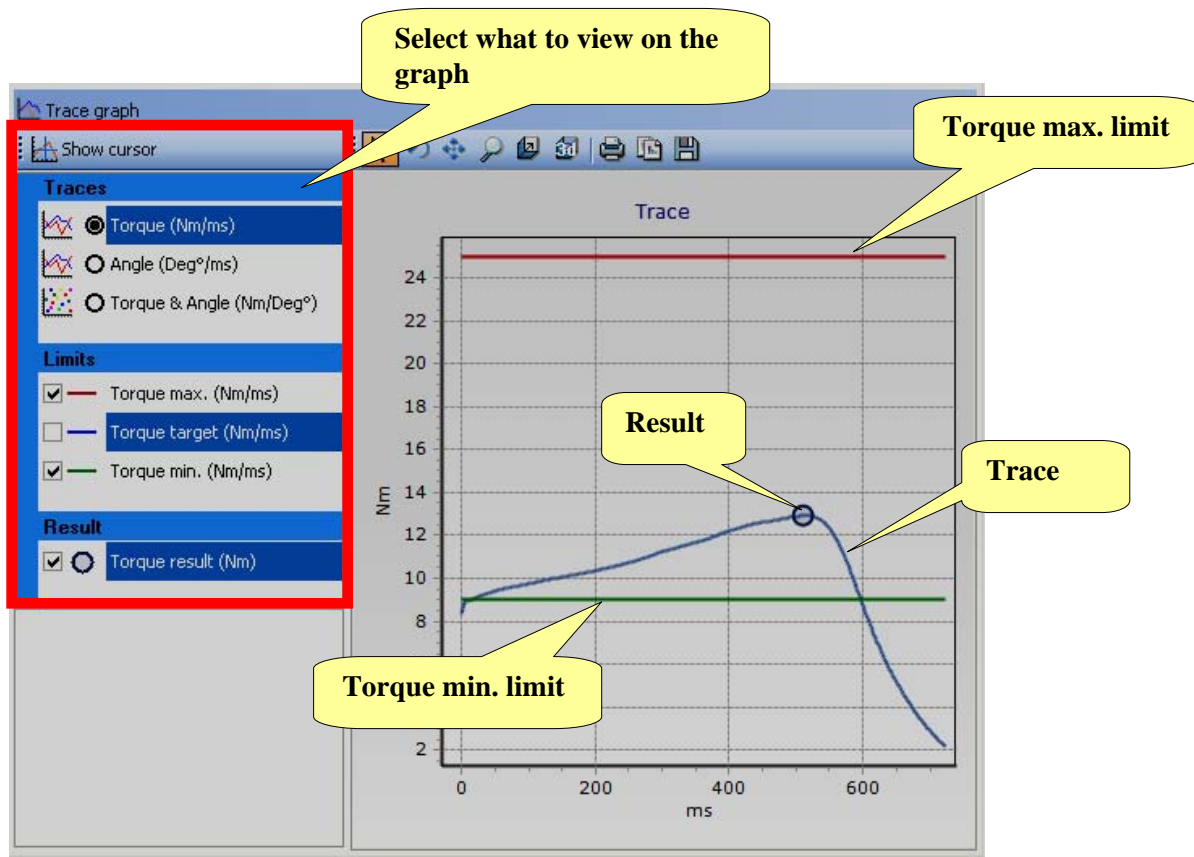 Select what to view on the
graph
Trace graph
Torque max. limit
Show cursor
Traces
Torque (Nm/ms)
Angle (Deg°/ms)
Torque & Angle (Nm/Deg°)
Limits
Torque max. (Nm/ms)
Torque target (Nm/ms)
Torque min. (Nm/ms)
Result
Torque result (Nm)
3d
Trace
24
22
20
18
16
14
12
10
8
2
Nm
Result
Trace
Torque min. limit
0
200
400
600
ms